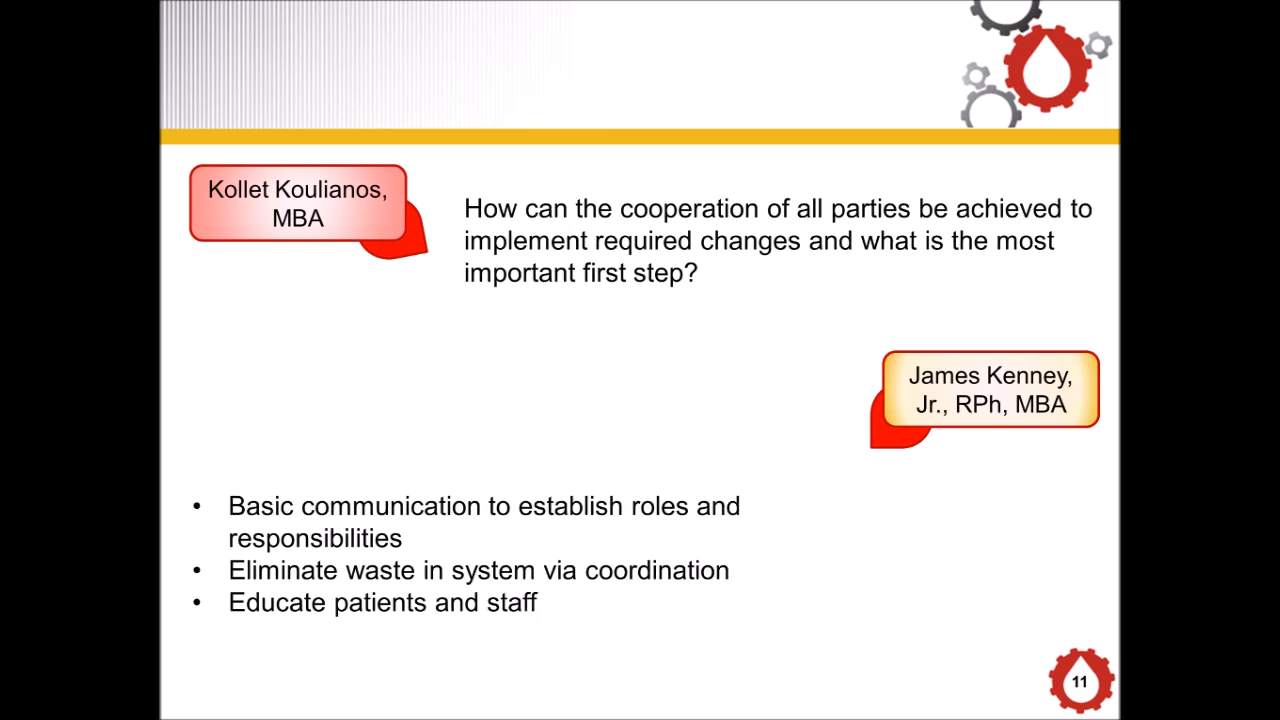 Kollet Koulianos,
MBA
How can the cooperation of all parties be achieved to
implement required changes and what is the most
important first step?
James Kenney,
Jr., RPh, MBA
• Basic communication to establish roles and
responsibilities
• Eliminate waste in system via coordination
• Educate patients and staff
11